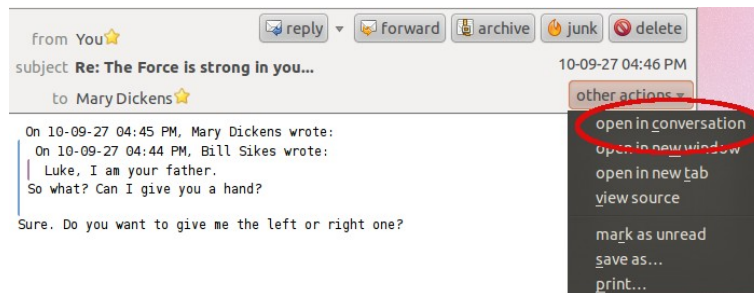 from You
reply forward archive junk delete
subject Re: The Force is strong in you...
10-09-27 04:46 PM
to Mary Dickens
other actions
On 10-09-27 04:45 PM, Mary Dickens wrote:
On 10-09-27 04:44 PM, Bill Sikes wrote:
Luke, I am your father.
So what? Can I give you a hand?
Sure. Do you want to give me the left or right one?
open in conversation
open in new window
open in new tab
view source
mark as unread
save as...
print...